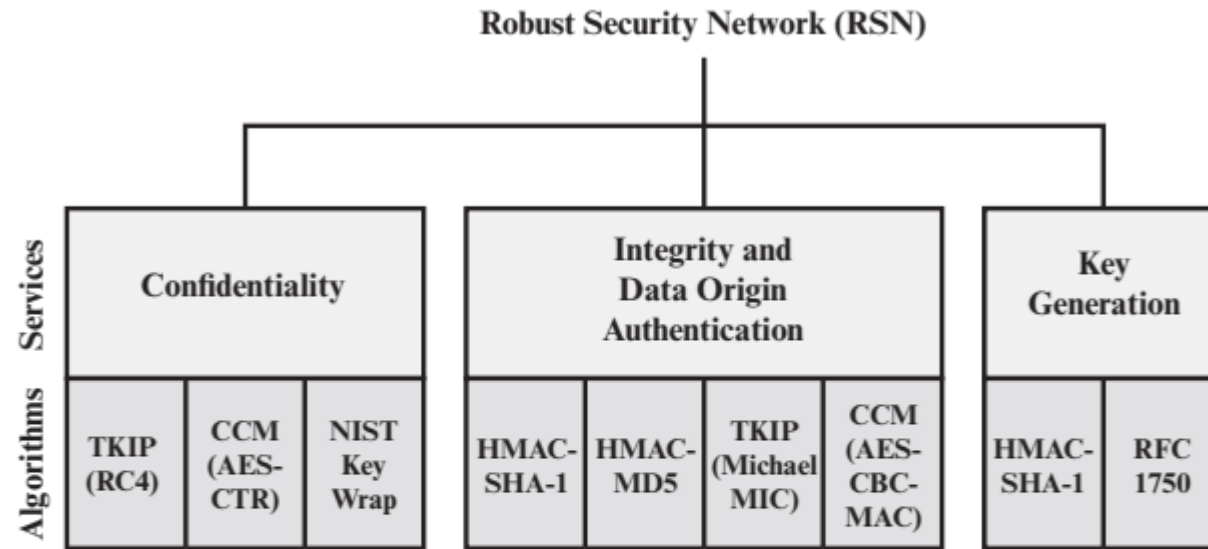 Robust Security Network (RSN)
Services
Confidentiality
Integrity and
Data Origin
Authentication
Key
Generation
Algorithms
TKIP
(RC4)
CCM
(AES-
CTR)
NIST
Key
Wrap
HMAC-
SHA-1
HMAC-
MD5
TKIP
(Michael
MIC)
CCM
(AES-
CBC-
MAC)
HMAC-
SHA-1
RFC
1750